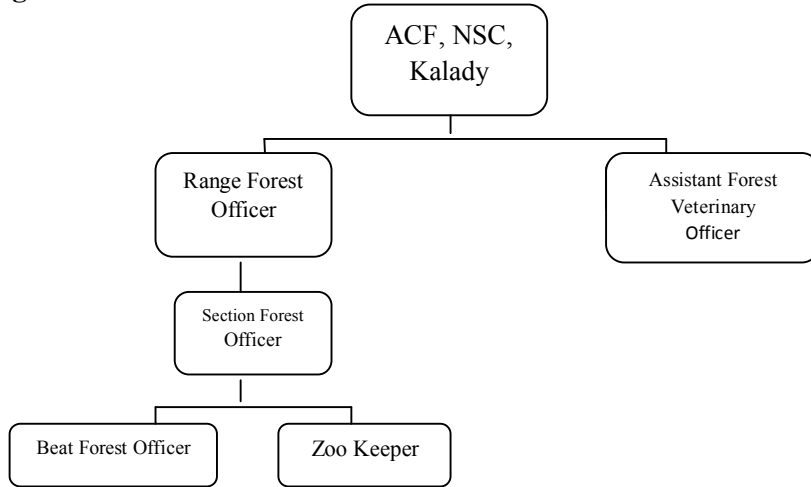 g
ACF, NSC,
Kalady
Range Forest
Officer
Assistant Forest
Veterinary
Officer
Section Forest
Officer
Beat Forest Officer
Zoo Keeper